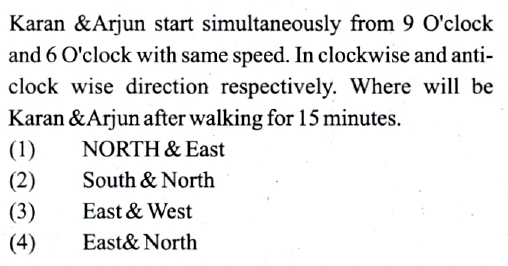 Karan &Arjun start simultaneously from 9 O'clock
and 6 O'clock with same speed. In clockwise and anti-
clock wise direction respectively. Where will be
Karan &Arjun after walking for 15 minutes.
(1) NORTH & East
(2) South & North
(3) East & West
(4) East& North